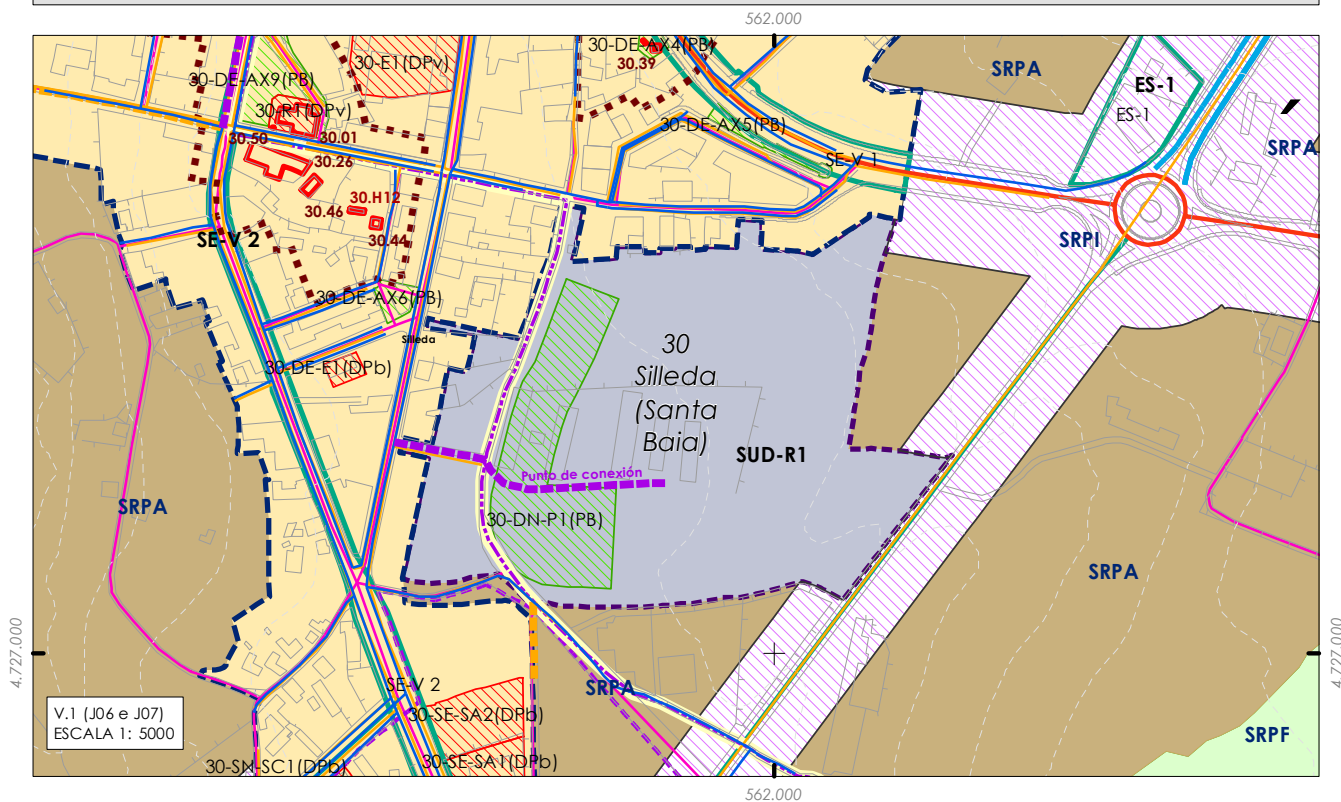 562.000
30-DE-AX4(PB)
30.39
30-E1(DPv)
30-DE-AX9(PB)
30-R1(DPv)
30.50
30.01
30.26
30.H12
30.46
30.44
SE-V 2
30-DE-AX5(PB)
SE-V 1
SRPA
ES-1
ES-1
SRPA
SRPI
30-DE-AX6(PB)
Silleda
30-DE-E1(DPb)
30
Silleda
(Santa
Baia)
SUD-R1
Punto de conexión
30-DN-P1(PB)
SRPA
SRPA
4.727.000
4.727.000
SE-V 2
SRPA
30-SE-SA2(DPb)
30-SE-SA1(DPb)
30-SN-SC1(DPb)
SRPF
V.1 (J06 e J07)
ESCALA 1: 5000
562.000